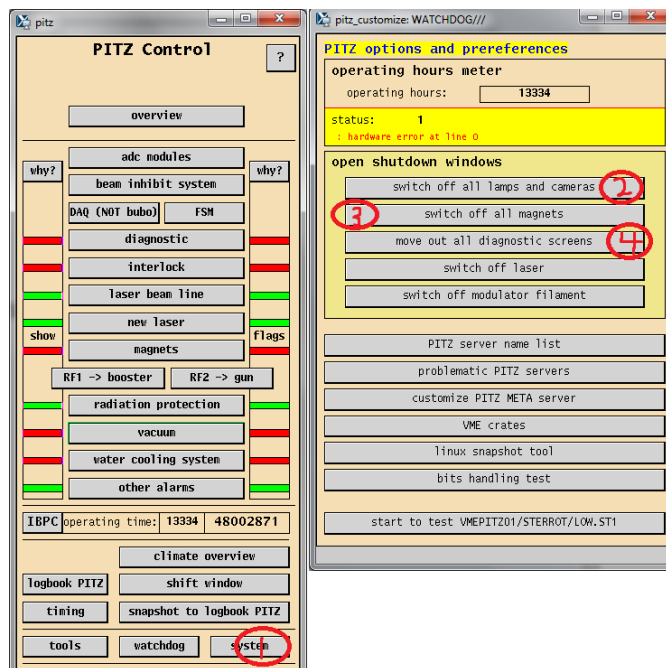 pitz
PITZ Control
?
overview
adc modules
why?
why?
beam inhibit system
DAQ (NOT bubo)
FSM
diagnostic
interlock
laser beam line
new laser
show
flags
magnets
RF1 -> booster
RF2 -> gun
radiation protection
vacuum
water cooling system
other alarms
IBPC operating time: 13334 48002871
climate overview
logbook PITZ
shift window
timing
snapshot to logbook PITZ
tools
watchdog
system
1
pitz_customize: WATCHDOG///
PITZ options and prereferences
operating hours meter
operating hours: 13334
status: 1
: hardware error at line 0
open shutdown windows
switch off all lamps and cameras 2
3 switch off all magnets
move out all diagnostic screens 4
switch off laser
switch off modulator filament
PITZ server name list
problematic PITZ servers
customize PITZ META server
VME crates
linux snapshot tool
bits handling test
start to test VMEPITZ01/STERROT/LOW.ST1